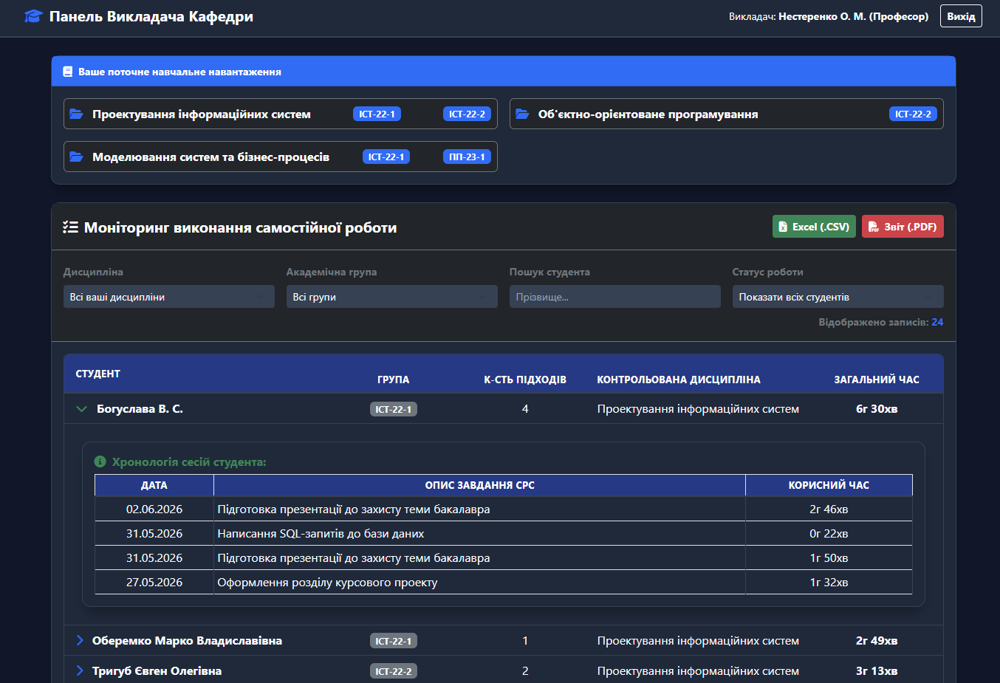 Панель Викладача Кафедри
Викладач: Нестеренко О. М. (Професор) Вихід
Ваше поточне навчальне навантаження
Проектування інформаційних систем ІСТ-22-1 ІСТ-22-2
Об'єктно-орієнтоване програмування ІСТ-22-2
Моделювання систем та бізнес-процесів ІСТ-22-1 ПП-23-1
Моніторинг виконання самостійної роботи
Excel (.CSV) Звіт (.PDF)
Дисципліна Академічна група Пошук студента Статус роботи
Всі ваші дисципліни Всі групи Прізвище... Показати всіх студентів
Відображено записів: 24
СТУДЕНТ ГРУПА К-СТЬ ПІДХОДІВ КОНТРОЛЬОВАНА ДИСЦИПЛІНА ЗАГАЛЬНИЙ ЧАС
Богуслава В. С. ІСТ-22-1 4 Проектування інформаційних систем 6г 30хв
Хронологія сесій студента:
ДАТА ОПИС ЗАВДАННЯ СРС КОРИСНИЙ ЧАС
02.06.2026 Підготовка презентації до захисту теми бакалавра 2г 46хв
31.05.2026 Написання SQL-запитів до бази даних 0г 22хв
31.05.2026 Підготовка презентації до захисту теми бакалавра 1г 50хв
27.05.2026 Оформлення розділу курсового проекту 1г 32хв
Оберемко Марко Владиславівна ІСТ-22-1 1 Проектування інформаційних систем 2г 49хв
Тригуб Євген Олегівна ІСТ-22-2 2 Проектування інформаційних систем 3г 13хв